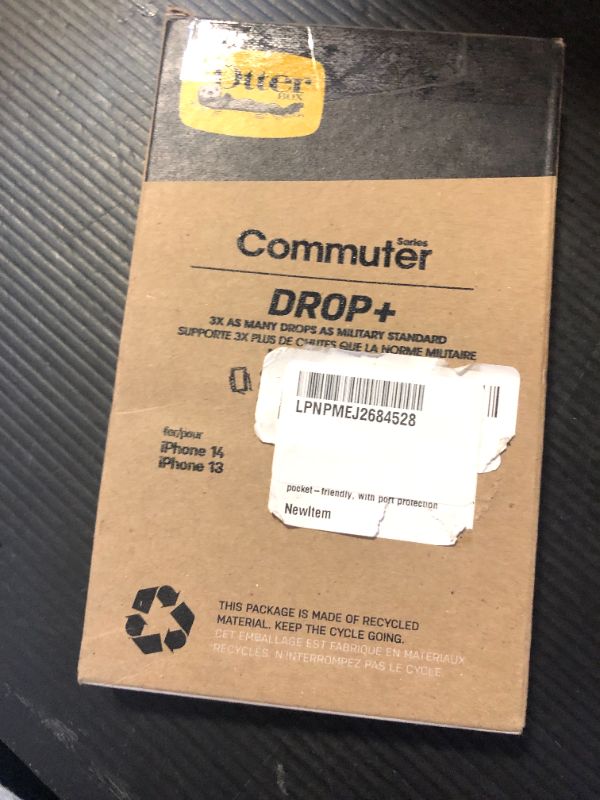 Otter
BOX
Commuter
Series
DROP+
3X AS MANY DROPS AS MILITARY STANDARD
SUPPORTE 3X PLUS DE CHUTES QUE LA NORME MILITAIRE
LPNPMEJ2684528
for/pour
iPhone 14
iPhone 13
pocket-friendly, with port protection
NewItem
THIS PACKAGE IS MADE OF RECYCLED
MATERIAL. KEEP THE CYCLE GOING.
CET EMBALLAGE EST FABRIQUÉ EN MATÉRIAUX
RECYCLÉS. N'INTERROMPEZ PAS LE CYCLE.